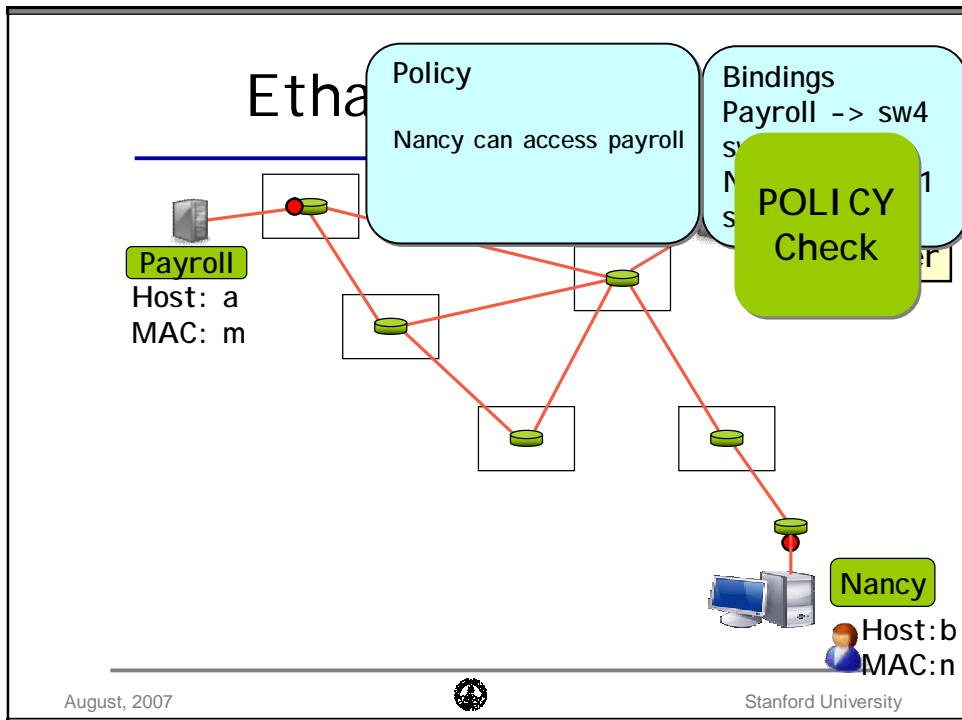 Etha
Policy
Nancy can access payroll
Bindings
Payroll -> sw4
POLICY
Check
Payroll
Host: a
MAC: m
Nancy
Host:b
MAC:n
August, 2007
Stanford University